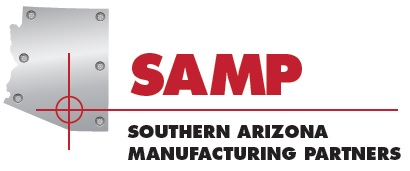 SAMP
SOUTHERN ARIZONA
MANUFACTURING PARTNERS